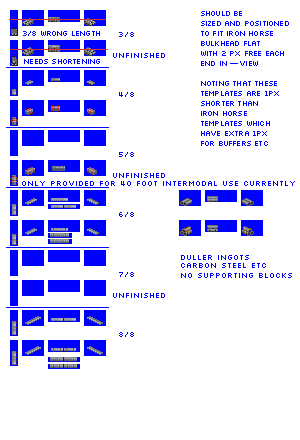 SHOULD BE
SIZED AND POSITIONED
TO FIT IRON HORSE
3/8 WRONG LENGTH
3/8
BULKHEAD FLAT
WITH 2 PX FREE EACH
UNFINISHED
NEEDS SHORTENING
END IN --VIEW
NOTING THAT THESE
4/8
TEMPLATES ARE 1PX
SHORTER THAN
IRON HORSE
TEMPLATES WHICH
HAVE EXTRA 1PX
FOR BUFFERS ETC
5/8
UNFINISHED
ONLY PROVIDED FOR 40 FOOT INTERMODAL USE CURRENTLY
6/8
DULLER INGOTS
CARBON STEEL ETC
NO SUPPORTING BLOCKS
7/8
UNFINISHED
8/8